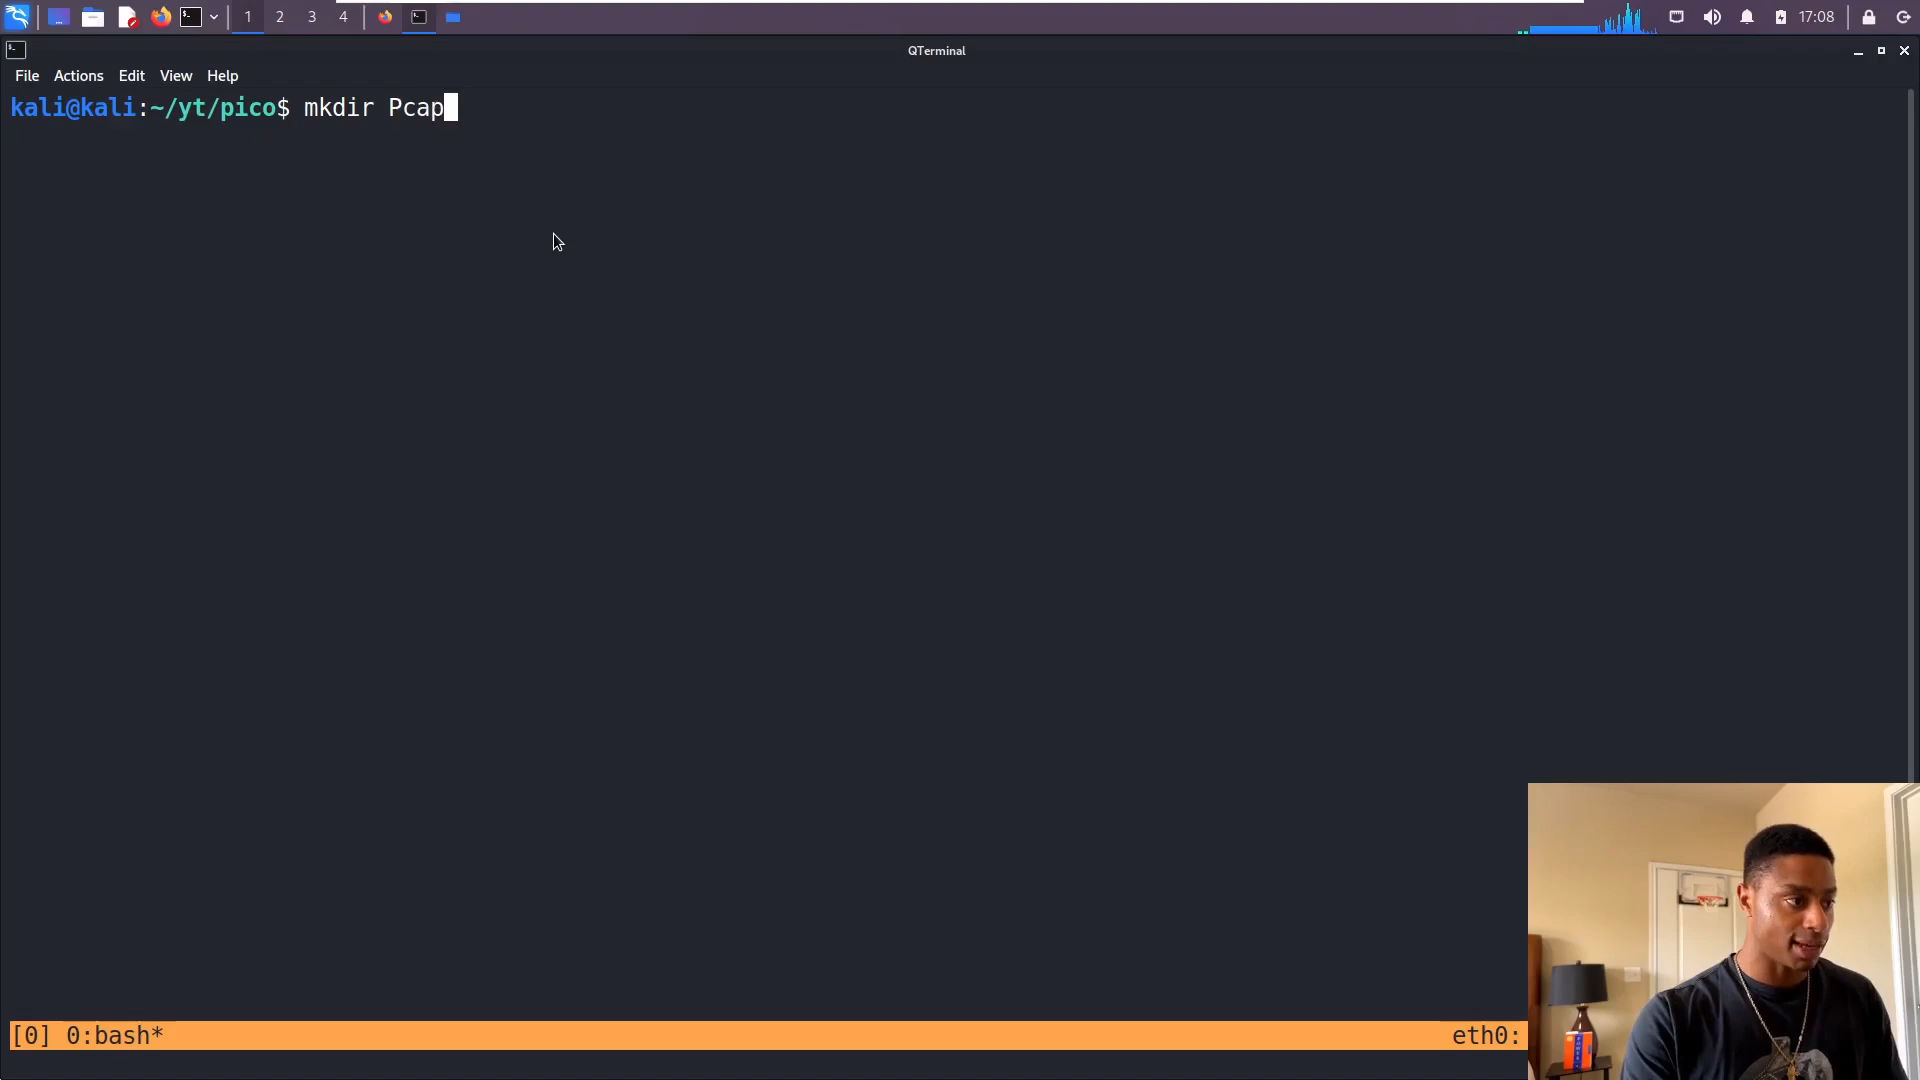 1 2 3 4 17:08
QTerminal
File Actions Edit View Help
kali@kali:~/yt/pico$ mkdir Pcap
[0] 0:bash* eth0: